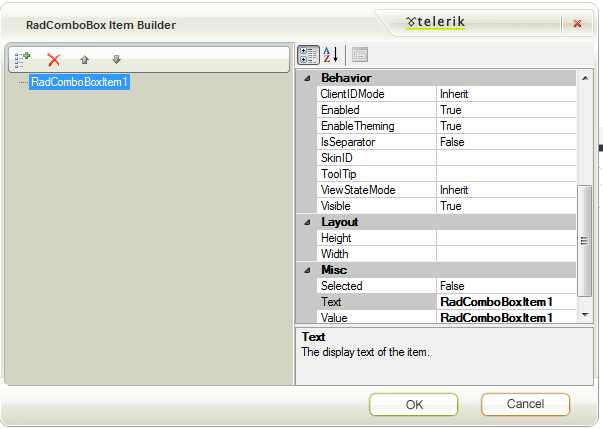 RadComboBox Item Builder
telerik
RadComboBoxItem1
A
Z
Behavior
ClientIDMode Inherit
Enabled True
EnableTheming True
IsSeparator False
SkinID
ToolTip
ViewStateMode Inherit
Visible True
Layout
Height
Width
Misc
Selected False
Text RadComboBoxItem1
Value RadComboBoxItem1
Text
The display text of the item.
OK Cancel